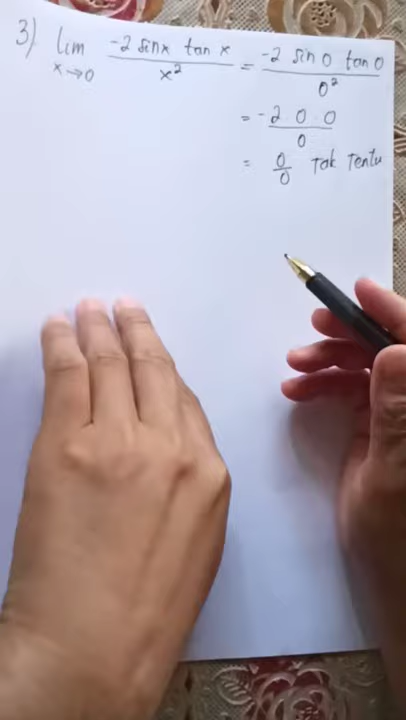 3) lim x→0 -2 sin x tan x / x² = -2 sin 0 tan 0 / 0²
= -2 . 0 . 0 / 0
= 0/0 Tak Tentu